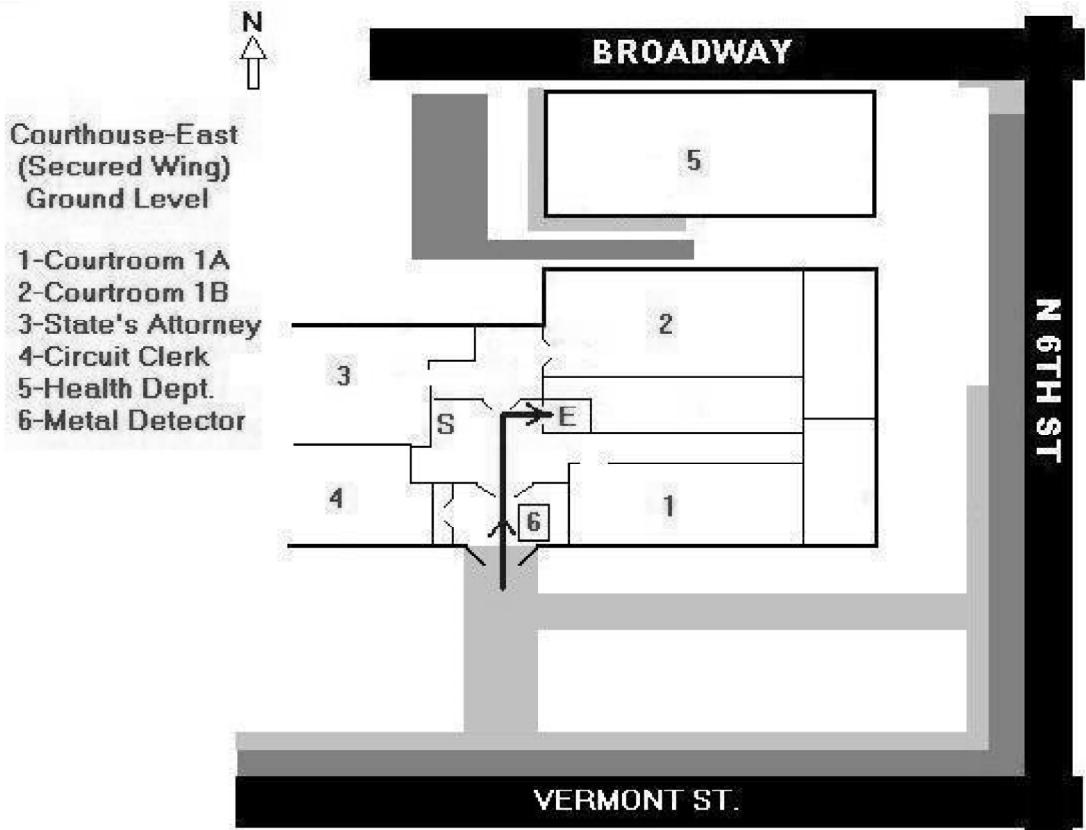 N
BROADWAY
Courthouse-East
(Secured Wing)
Ground Level
1-Courtroom 1A
2-Courtroom 1B
3-State's Attorney
4-Circuit Clerk
5-Health Dept.
6-Metal Detector
5
2
3
S
E
4
6
1
N 6TH ST
VERMONT ST.